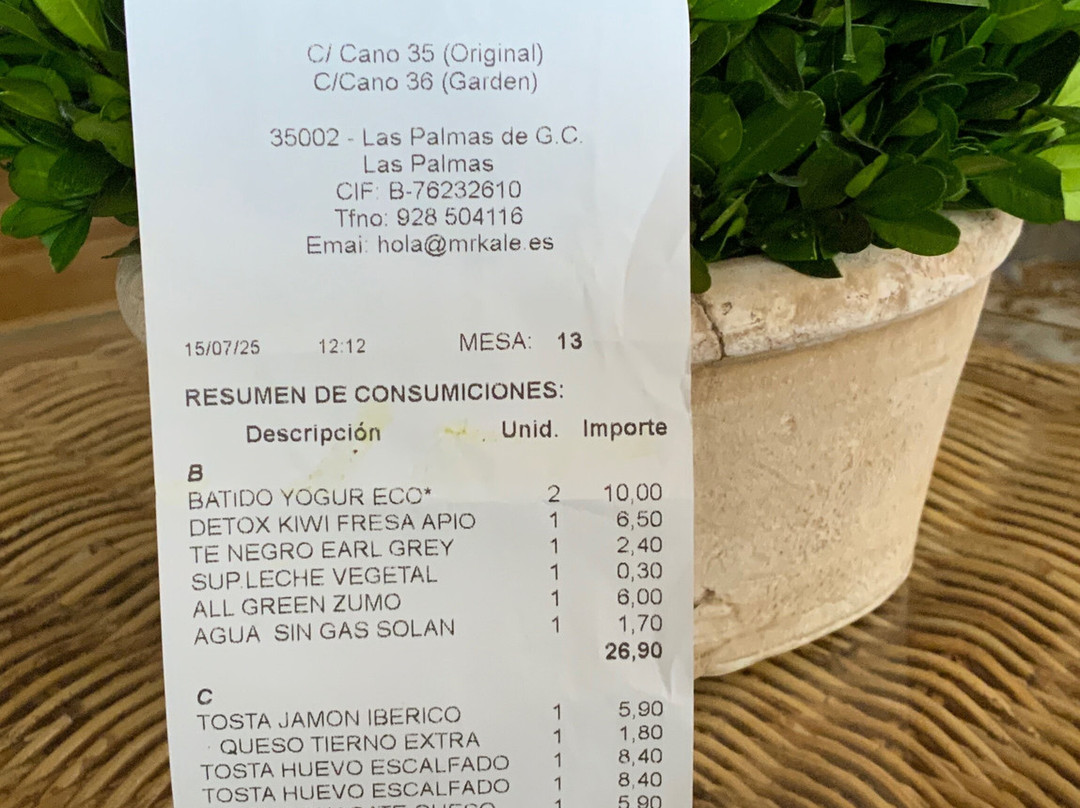 C/ Cano 35 (Original)
C/Cano 36 (Garden)
35002 - Las Palmas de G.C.
Las Palmas
CIF: B-76232610
Tfno: 928 504116
Emai: hola@mrkale.es
15/07/25 12:12 MESA: 13
RESUMEN DE CONSUMICIONES:
Descripción Unid. Importe
B
BATIDO YOGUR ECO* 2 10,00
DETOX KIWI FRESA APIO 1 6,50
TE NEGRO EARL GREY 1 2,40
SUP.LECHE VEGETAL 1 0,30
ALL GREEN ZUMO 1 6,00
AGUA SIN GAS SOLAN 1 1,70
26,90
C
TOSTA JAMON IBERICO 1 5,90
QUESO TIERNO EXTRA 1 1,80
TOSTA HUEVO ESCALFADO 1 8,40
TOSTA HUEVO ESCALFADO 1 8,40
QUESO 1 5,90